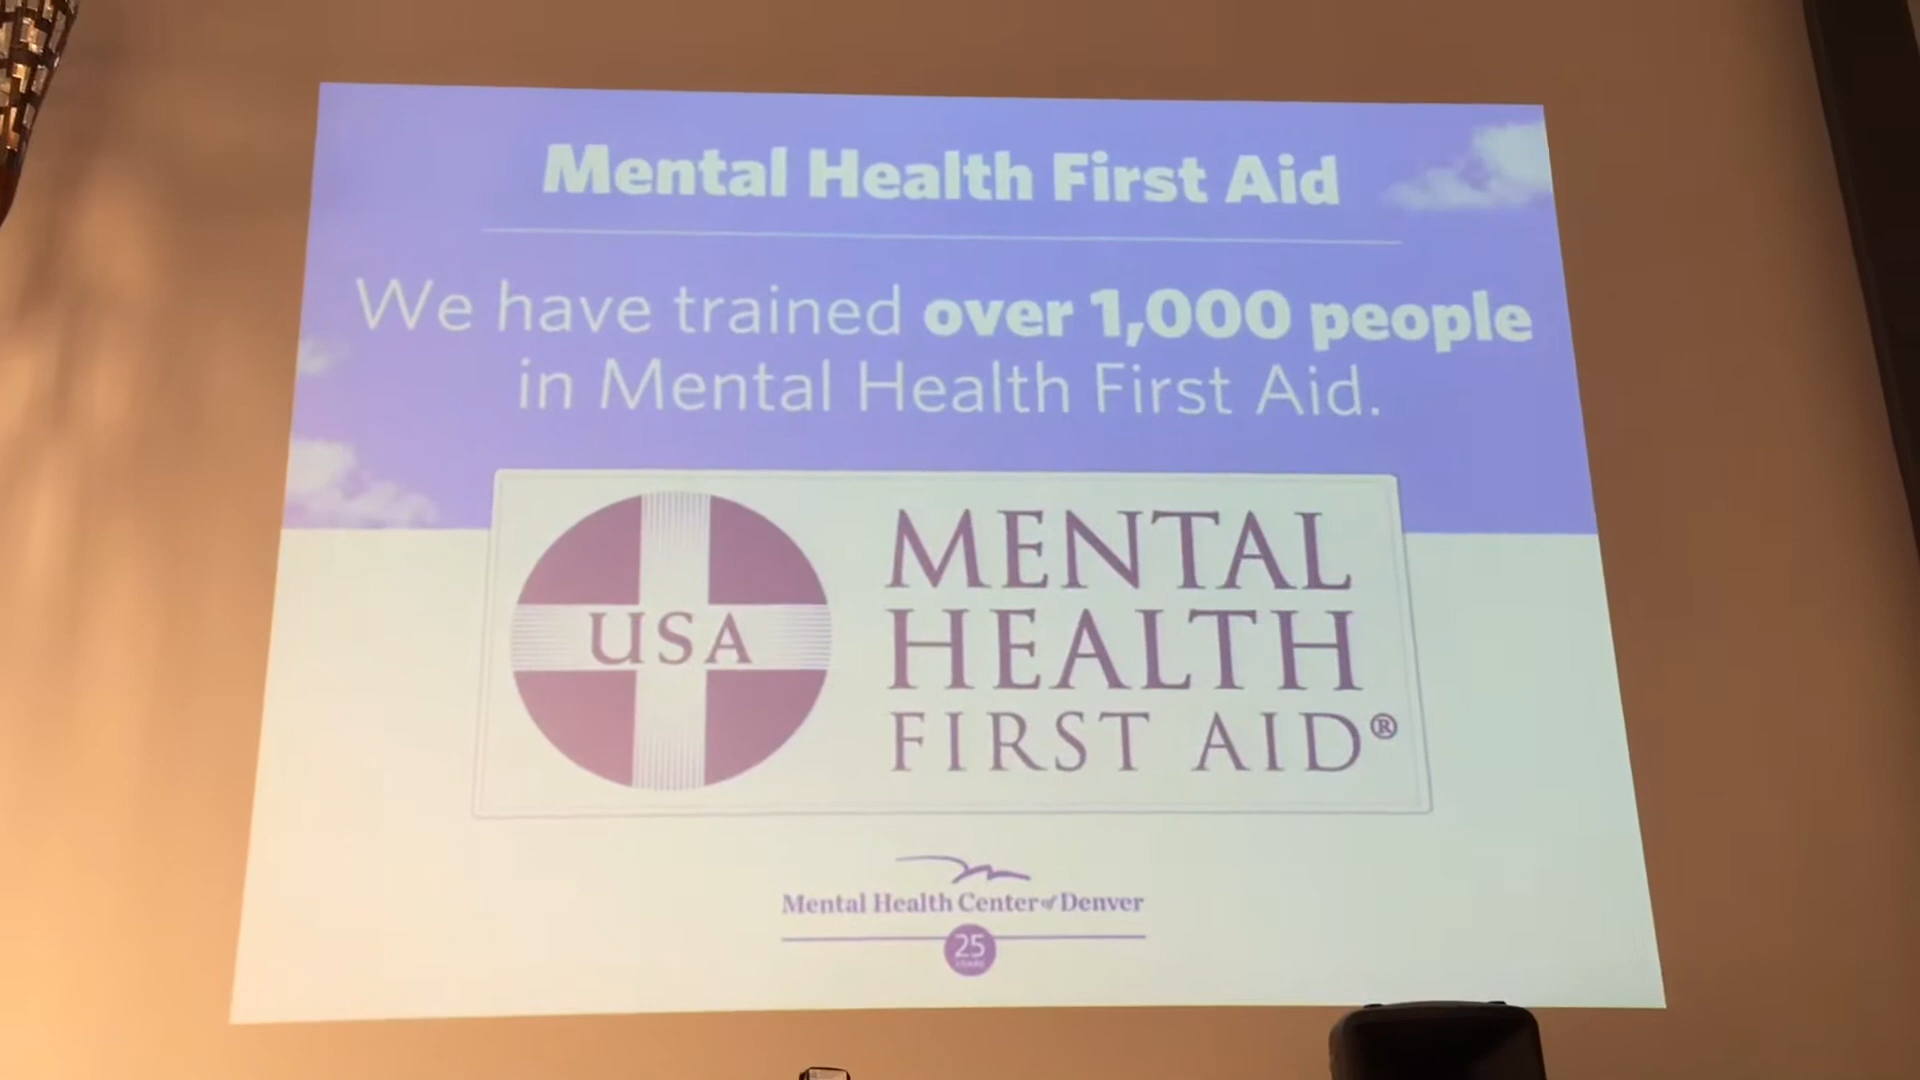 Mental Health First Aid
We have trained over 1,000 people
in Mental Health First Aid.
USA
MENTAL
HEALTH
FIRST AID®
Mental Health Center of Denver
25
YEARS